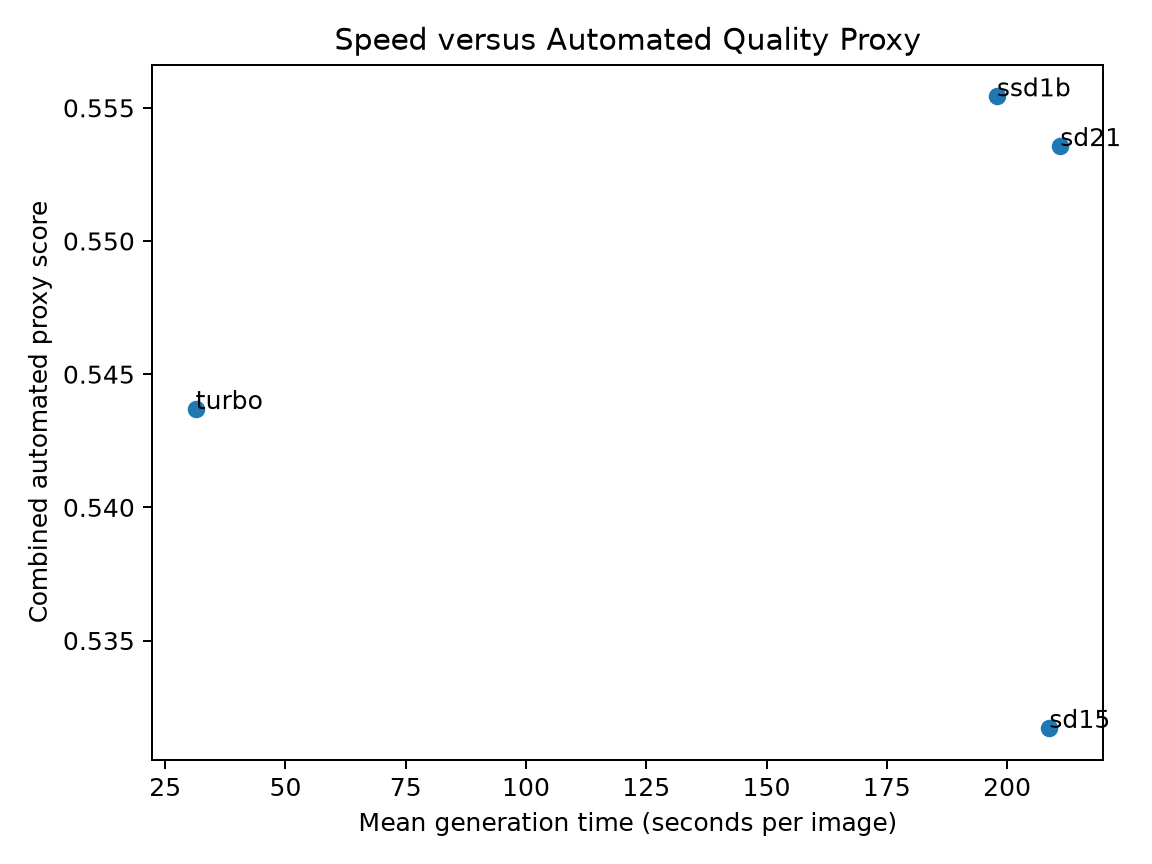 Speed versus Automated Quality Proxy
Combined automated proxy score
0.555
0.550
0.545
0.540
0.535
ssd1b
sd21
turbo
sd15
25 50 75 100 125 150 175 200
Mean generation time (seconds per image)